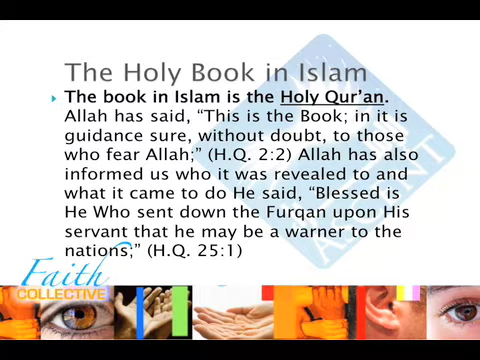 The Holy Book in Islam
The book in Islam is the Holy Qur'an.
Allah has said, “This is the Book; in it is
guidance sure, without doubt, to those
who fear Allah;” (H.Q. 2:2) Allah has also
informed us who it was revealed to and
what it came to do He said, “Blessed is
He Who sent down the Furqan upon His
servant that he may be a warner to the
nations;” (H.Q. 25:1)
Faith
COLLECTIVE